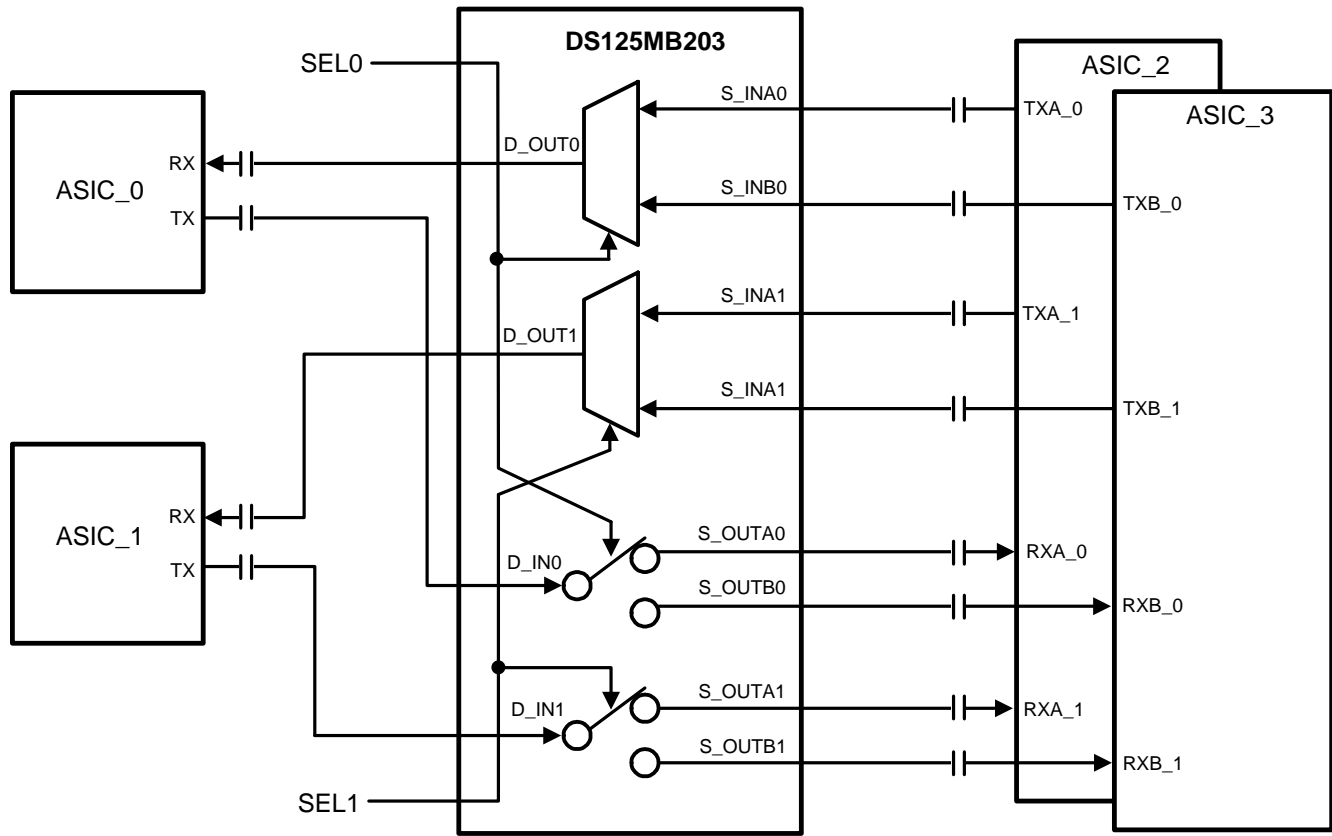 DS125MB203
SEL0
ASIC_2
S_INA0
TXA_0
ASIC_3
D_OUT0
RX
ASIC_0
S_INB0
TXB_0
TX
S_INA1
TXA_1
D_OUT1
S_INA1
TXB_1
RX
ASIC_1
S_OUTA0
RXA_0
TX
D_IN0
S_OUTB0
RXB_0
S_OUTA1
RXA_1
D_IN1
S_OUTB1
RXB_1
SEL1